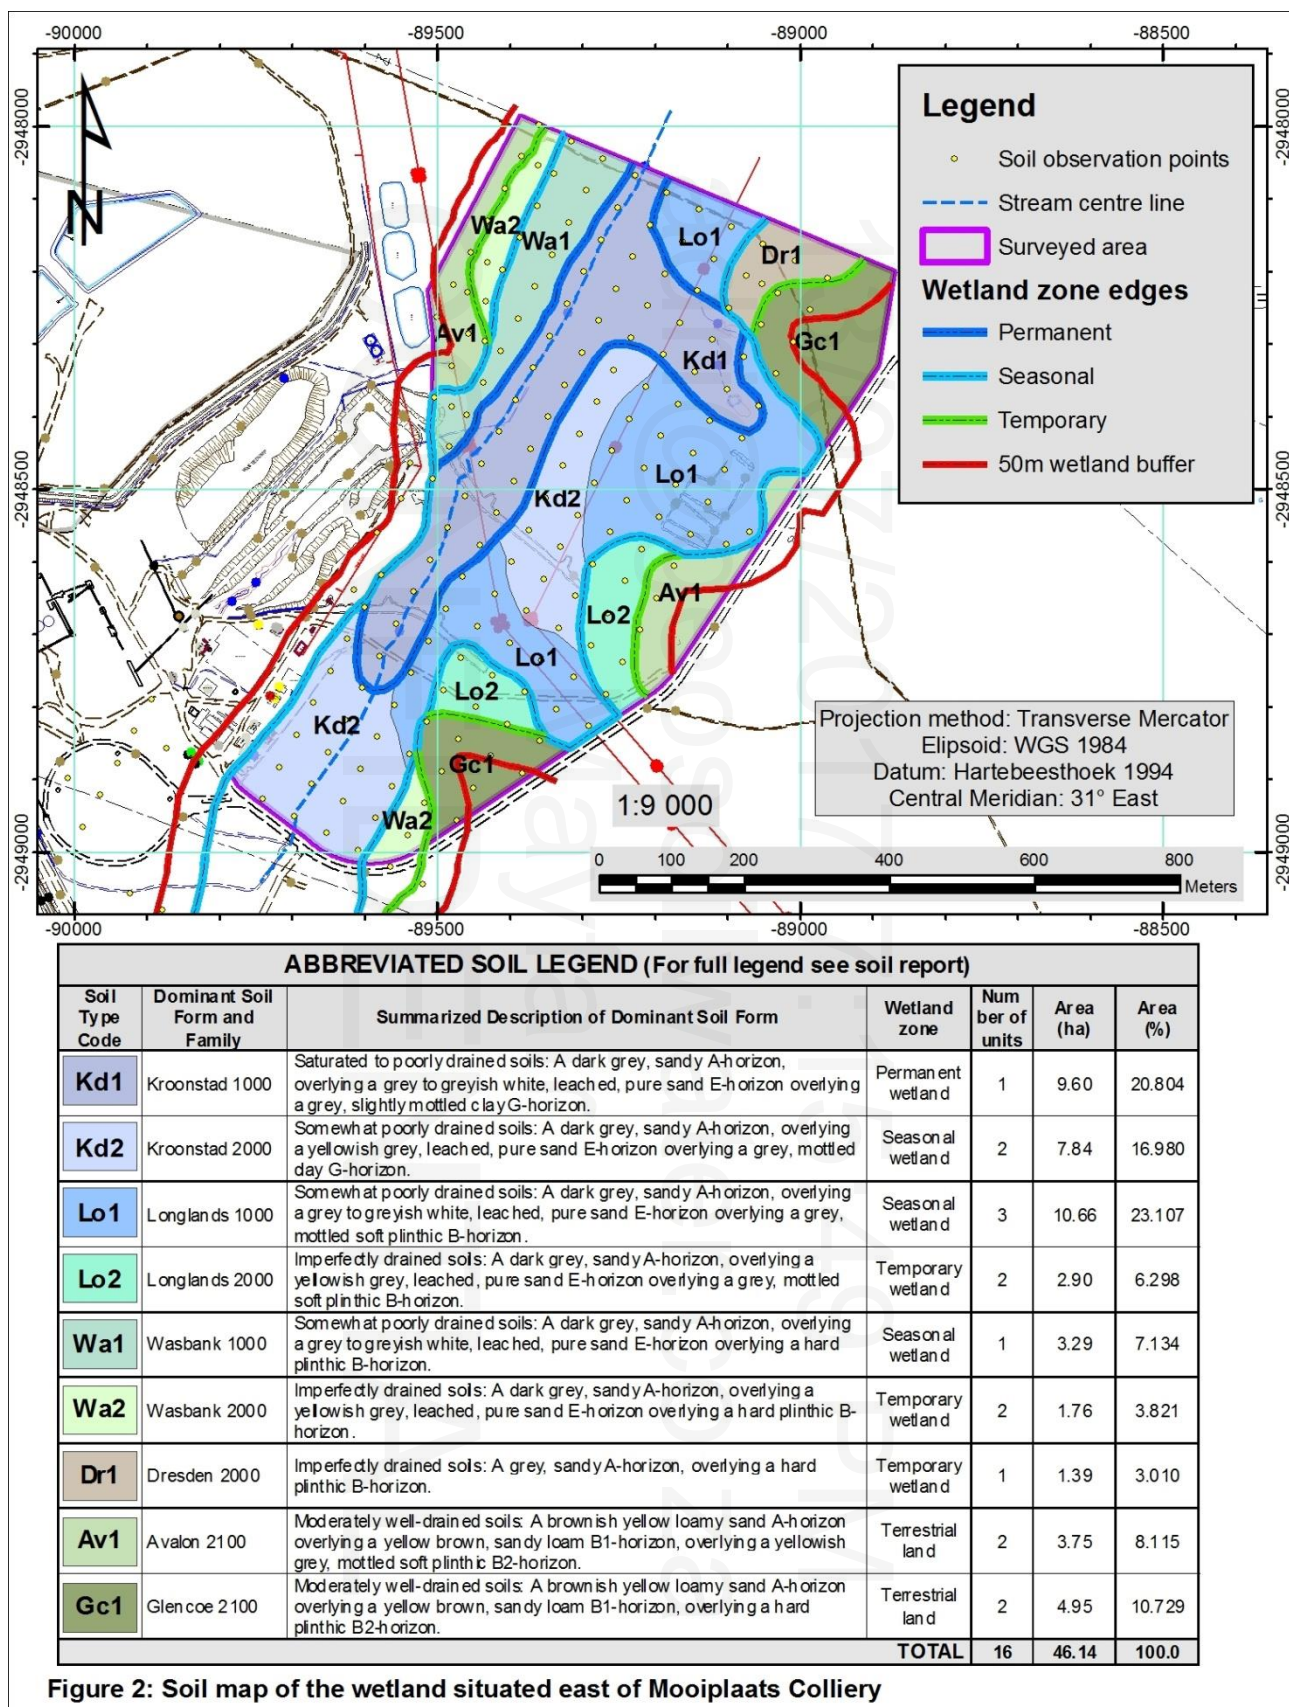 -90000 -89500 -89000 -88500
-2948000
-2948500
-2949000
N
Legend
Soil observation points
Stream centre line
Surveyed area
Wetland zone edges
Permanent
Seasonal
Temporary
50m wetland buffer
Wa2
Wa1
Lo1
Dr1
Av1
Kd1
Gc1
Lo1
Kd2
Av1
Lo2
Lo1
Lo2
Kd2
Gc1
Wa2
Projection method: Transverse Mercator
Elipsoid: WGS 1984
Datum: Hartebeesthoek 1994
Central Meridian: 31° East
1:9 000
0 100 200 400 600 800
Meters
-2948000
-2948500
-2949000
-90000 -89500 -89000 -88500
ABBREVIATED SOIL LEGEND (For full legend see soil report)
Soil Type Code Dominant Soil Form and Family Summarized Description of Dominant Soil Form Wetland zone Num ber of units Area (ha) Area (%)
Kd1 Kroonstad 1000 Saturated to poorly drained soils: A dark grey, sandy A-horizon, overlying a grey to greyish white, leached, pure sand E-horizon overlying a grey, slightly mottled clay G-horizon. Permanent wetland 1 9.60 20.804
Kd2 Kroonstad 2000 Somewhat poorly drained soils: A dark grey, sandy A-horizon, overlying a yellowish grey, leached, pure sand E-horizon overlying a grey, mottled day G-horizon. Seasonal wetland 2 7.84 16.980
Lo1 Longlands 1000 Somewhat poorly drained soils: A dark grey, sandy A-horizon, overlying a grey to greyish white, leached, pure sand E-horizon overlying a grey, mottled soft plinthic B-horizon. Seasonal wetland 3 10.66 23.107
Lo2 Longlands 2000 Imperfectly drained soils: A dark grey, sandy A-horizon, overlying a yellowish grey, leached, pure sand E-horizon overlying a grey, mottled soft plinthic B-horizon. Temporary wetland 2 2.90 6.298
Wa1 Wasbank 1000 Somewhat poorly drained soils: A dark grey, sandy A-horizon, overlying a grey to greyish white, leached, pure sand E-horizon overlying a hard plinthic B-horizon. Seasonal wetland 1 3.29 7.134
Wa2 Wasbank 2000 Imperfectly drained soils: A dark grey, sandy A-horizon, overlying a yellowish grey, leached, pure sand E-horizon overlying a hard plinthic B-horizon. Temporary wetland 2 1.76 3.821
Dr1 Dresden 2000 Imperfectly drained soils: A grey, sandy A-horizon, overlying a hard plinthic B-horizon. Temporary wetland 1 1.39 3.010
Av1 Avalon 2100 Moderately well-drained soils: A brownish yellow loamy sand A-horizon overlying a yellow brown, sandy loam B1-horizon, overlying a yellowish grey, mottled soft plinthic B2-horizon. Terrestrial land 2 3.75 8.115
Gc1 Glencoe 2100 Moderately well-drained soils: A brownish yellow loamy sand A-horizon overlying a yellow brown, sandy loam B1-horizon, overlying a hard plinthic B2-horizon. Terrestrial land 2 4.95 10.729
TOTAL 16 46.14 100.0
Figure 2: Soil map of the wetland situated east of Mooiplaats Colliery